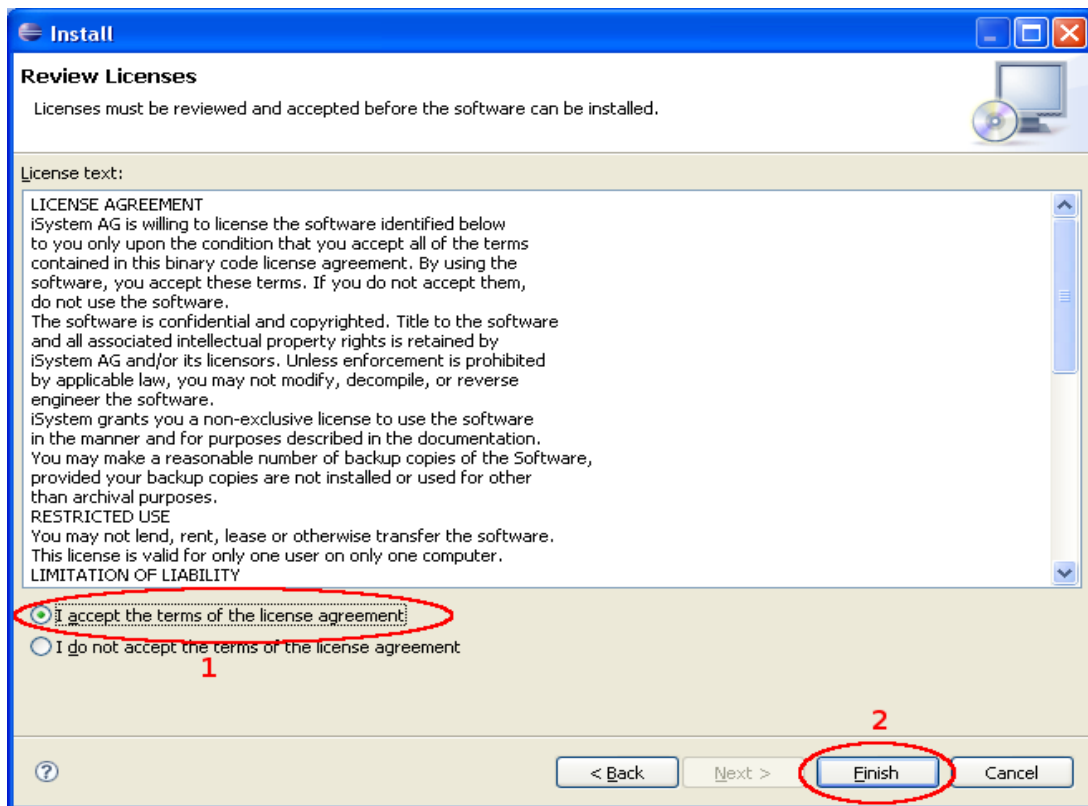 Install
Review Licenses
Licenses must be reviewed and accepted before the software can be installed.
License text:
LICENSE AGREEMENT
iSystem AG is willing to license the software identified below
to you only upon the condition that you accept all of the terms
contained in this binary code license agreement. By using the
software, you accept these terms. If you do not accept them,
do not use the software.
The software is confidential and copyrighted. Title to the software
and all associated intellectual property rights is retained by
iSystem AG and/or its licensors. Unless enforcement is prohibited
by applicable law, you may not modify, decompile, or reverse
engineer the software.
iSystem grants you a non-exclusive license to use the software
in the manner and for purposes described in the documentation.
You may make a reasonable number of backup copies of the Software,
provided your backup copies are not installed or used for other
than archival purposes.
RESTRICTED USE
You may not lend, rent, lease or otherwise transfer the software.
This license is valid for only one user on only one computer.
LIMITATION OF LIABILITY
I accept the terms of the license agreement
I do not accept the terms of the license agreement
1
2
?
< Back
Next >
Finish
Cancel